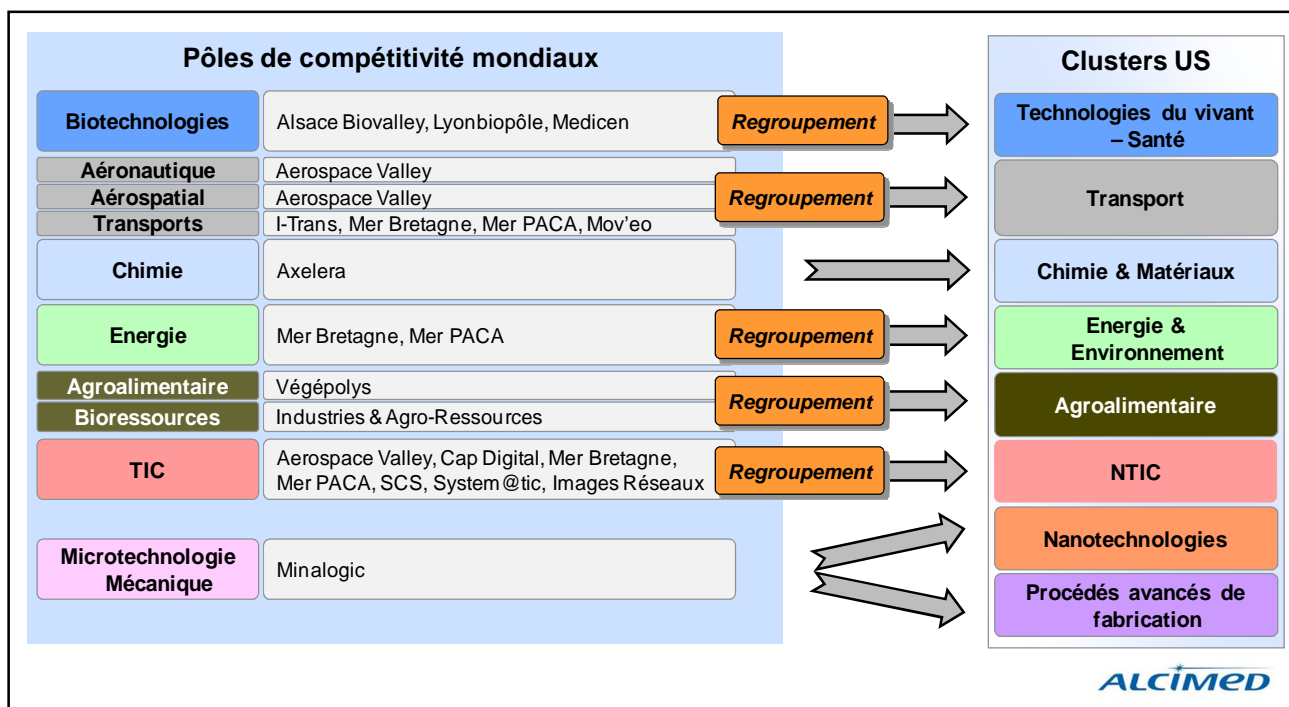 Pôles de compétitivité mondiaux
Clusters US
Biotechnologies
Alsace Biovalley, Lyonbiopôle, Medicen
Regroupement
Technologies du vivant
– Santé
Aéronautique
Aerospace Valley
Aérospatial
Aerospace Valley
Regroupement
Transport
Transports
I-Trans, Mer Bretagne, Mer PACA, Mov'eo
Chimie
Axelera
Chimie & Matériaux
Energie
Mer Bretagne, Mer PACA
Regroupement
Energie &
Environnement
Agroalimentaire
Végépolys
Regroupement
Agroalimentaire
Bioressources
Industries & Agro-Ressources
TIC
Aerospace Valley, Cap Digital, Mer Bretagne,
Mer PACA, SCS, System@tic, Images Réseaux
Regroupement
NTIC
Nanotechnologies
Microtechnologie
Mécanique
Minalogic
Procédés avancés de
fabrication
ALCIMED